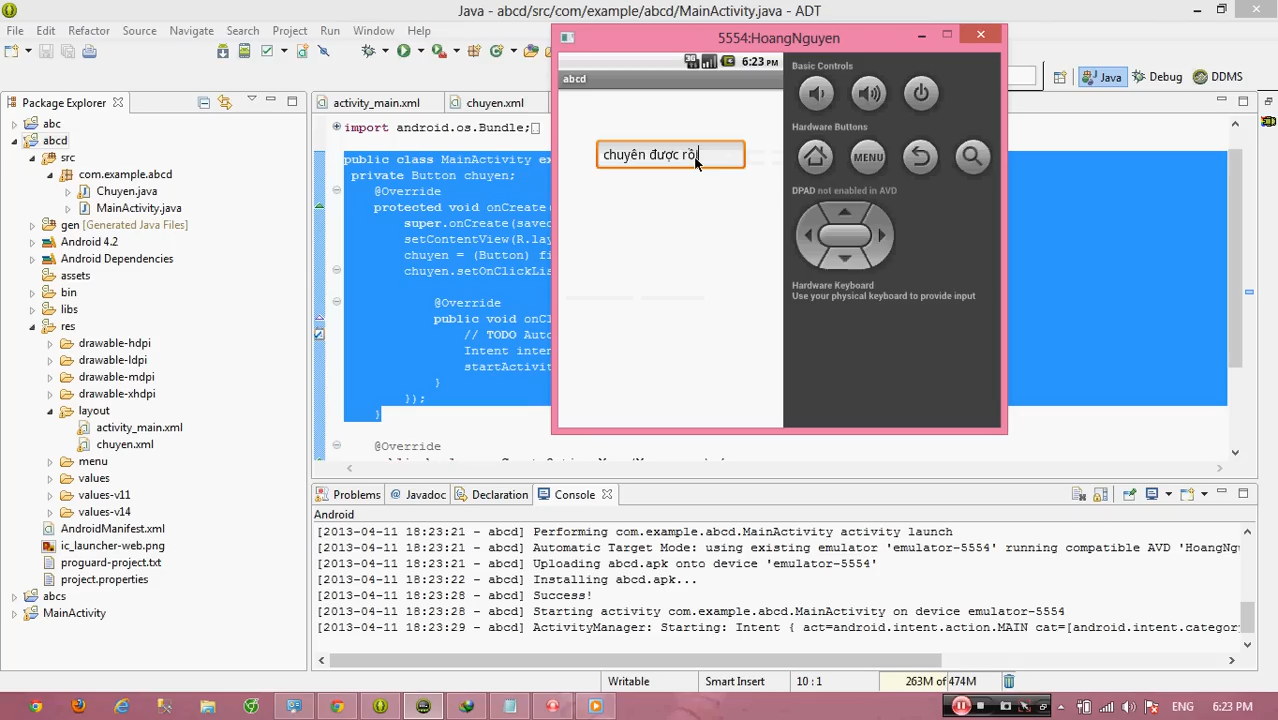 Java - abcd/src/com/example/abcd/MainActivity.java - ADT
File Edit Refactor Source Navigate Search Project Run Window Help
Java Debug DDMS
Package Explorer
abc
abcd
src
com.example.abcd
Chuyen.java
MainActivity.java
gen [Generated Java Files]
Android 4.2
Android Dependencies
assets
bin
libs
res
drawable-hdpi
drawable-ldpi
drawable-mdpi
drawable-xhdpi
layout
activity_main.xml
chuyen.xml
menu
values
values-v11
values-v14
AndroidManifest.xml
ic_launcher-web.png
proguard-project.txt
project.properties
abcs
MainActivity
activity_main.xml chuyen.xml
import android.os.Bundle;
public class MainActivity ex
private Button chuyen;
@Override
protected void onCreate(
super.onCreate(saved
setContentView(R.lay
chuyen = (Button) fi
chuyen.setOnClickLis
@Override
public void onCl
// TODO Auto
Intent inten
startActivit
}
});
}
@Override
5554:HoangNguyen
3G 6:23 PM
abcd
chuyên được rồi
Basic Controls
Hardware Buttons
MENU
DPAD not enabled in AVD
Hardware Keyboard
Use your physical keyboard to provide input
Problems Javadoc Declaration Console
Android
[2013-04-11 18:23:21 - abcd] Performing com.example.abcd.MainActivity activity launch
[2013-04-11 18:23:21 - abcd] Automatic Target Mode: using existing emulator 'emulator-5554' running compatible AVD 'HoangNgu
[2013-04-11 18:23:21 - abcd] Uploading abcd.apk onto device 'emulator-5554'
[2013-04-11 18:23:22 - abcd] Installing abcd.apk...
[2013-04-11 18:23:28 - abcd] Success!
[2013-04-11 18:23:28 - abcd] Starting activity com.example.abcd.MainActivity on device emulator-5554
[2013-04-11 18:23:29 - abcd] ActivityManager: Starting: Intent { act=android.intent.action.MAIN cat=[android.intent.categor
Writable Smart Insert 10 : 1 263M of 474M
ENG 6:23 PM